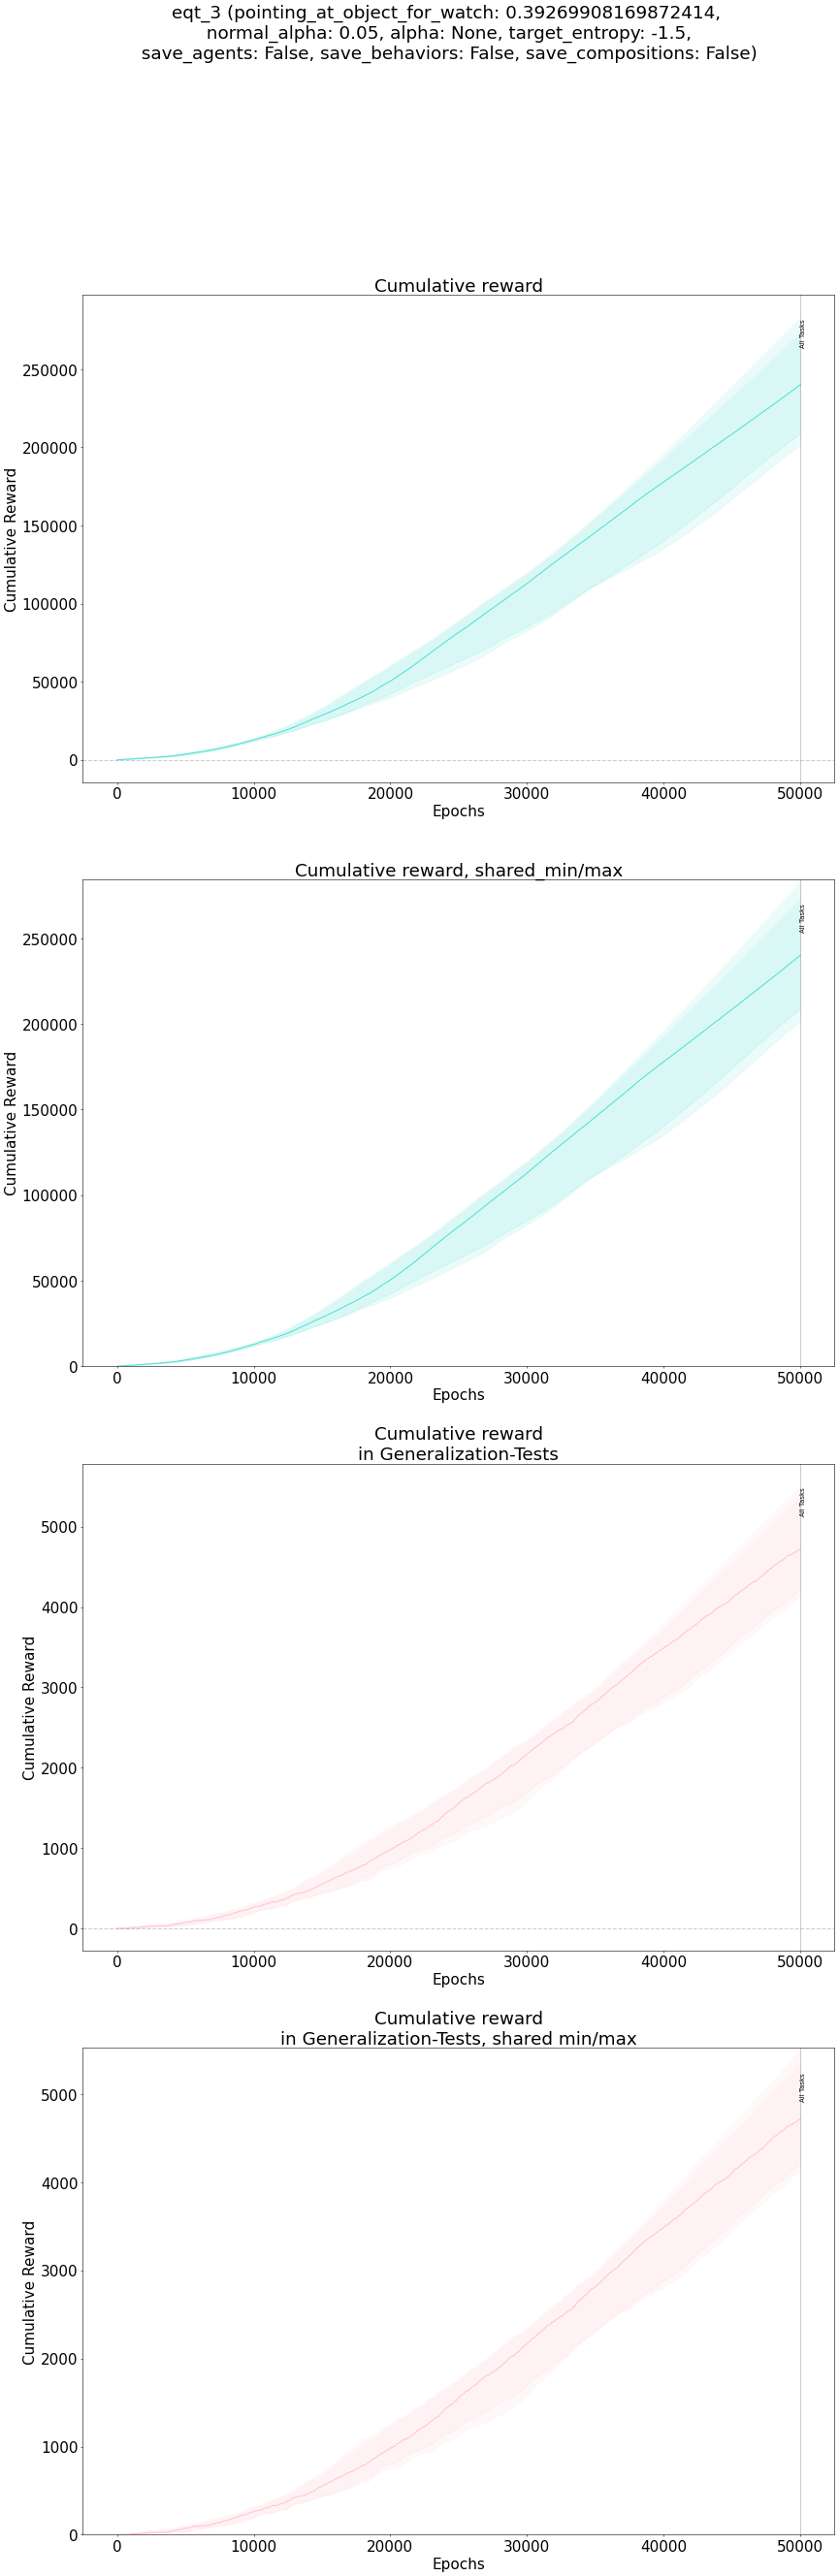 eqt_3 (pointing_at_object_for_watch: 0.39269908169872414,
normal_alpha: 0.05, alpha: None, target_entropy: -1.5,
save_agents: False, save_behaviors: False, save_compositions: False)
Cumulative reward
All Tasks
250000
200000
150000
100000
50000
0
Cumulative Reward
0 10000 20000 30000 40000 50000
Epochs
Cumulative reward, shared_min/max
All Tasks
250000
200000
150000
100000
50000
0
Cumulative Reward
0 10000 20000 30000 40000 50000
Epochs
Cumulative reward
in Generalization-Tests
All Tasks
5000
4000
3000
2000
1000
0
Cumulative Reward
0 10000 20000 30000 40000 50000
Epochs
Cumulative reward
in Generalization-Tests, shared min/max
All Tasks
5000
4000
3000
2000
1000
0
Cumulative Reward
0 10000 20000 30000 40000 50000
Epochs